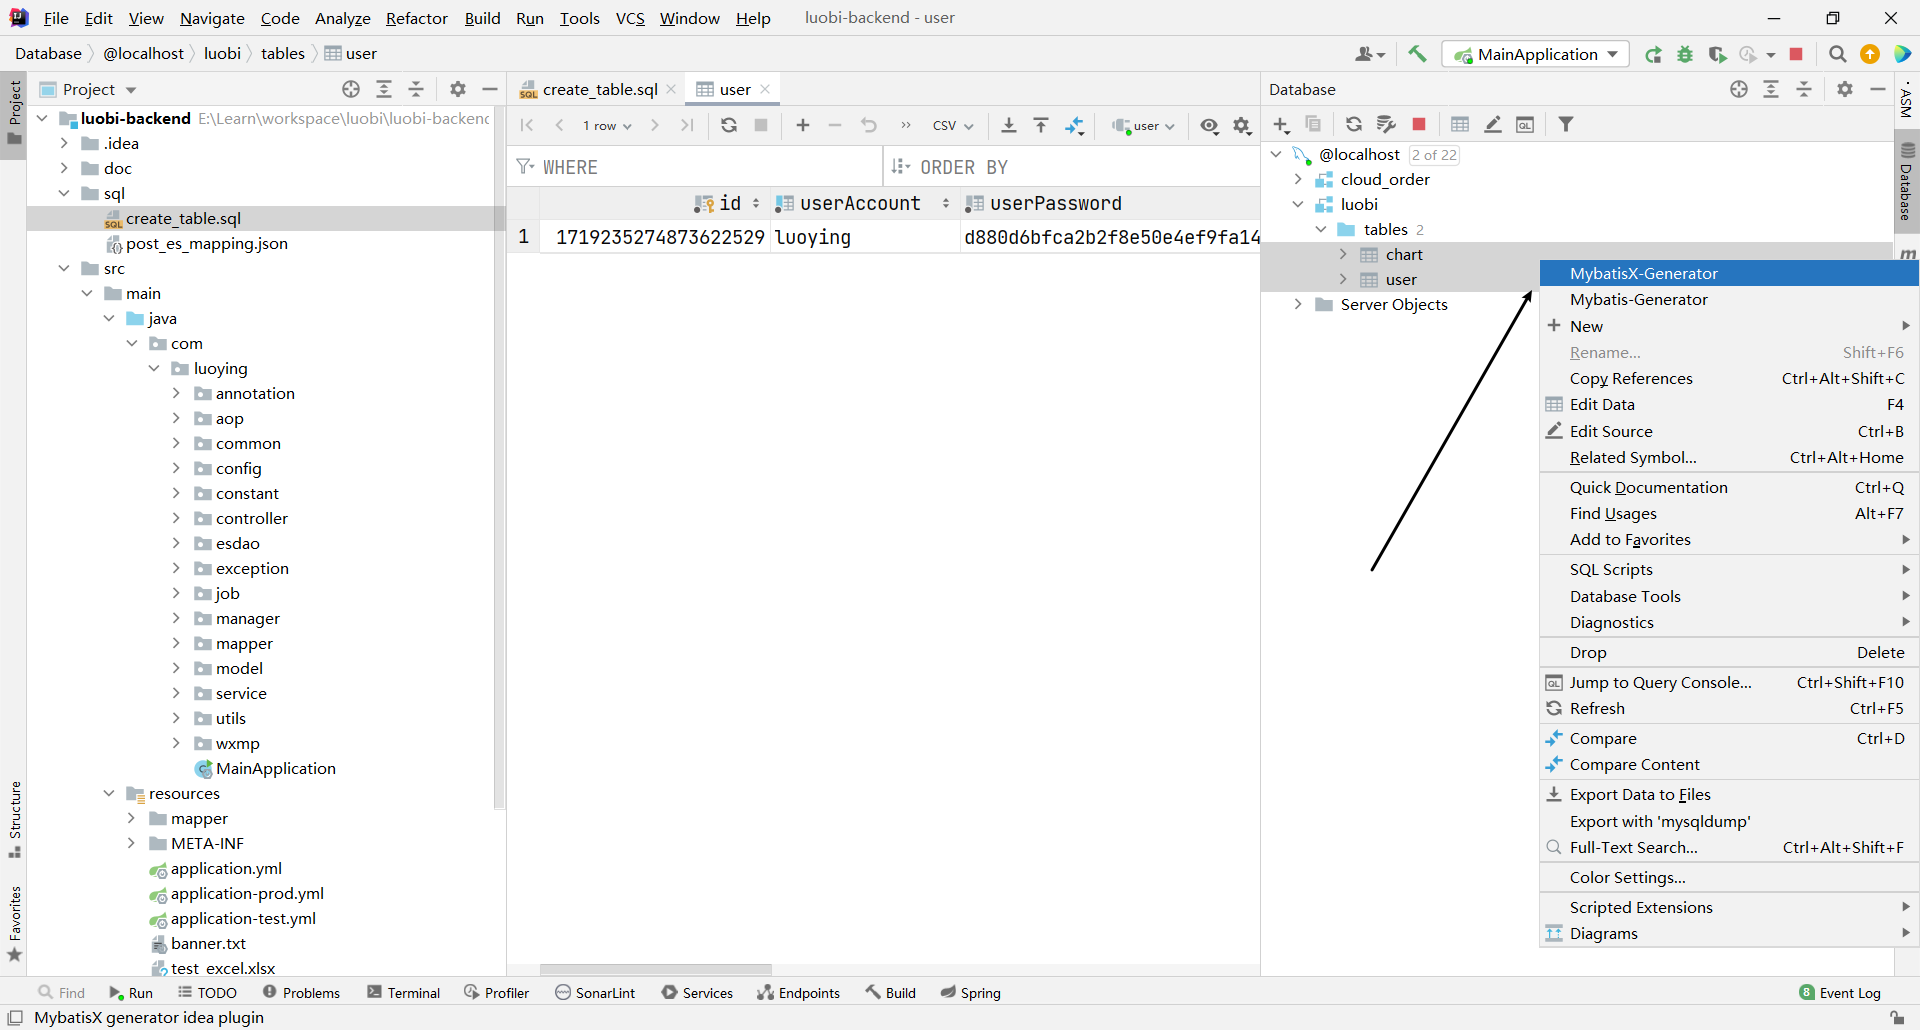 File Edit View Navigate Code Analyze Refactor Build Run Tools VCS Window Help luobi-backend - user
Database @localhost luobi tables user MainApplication
Project
create_table.sql user
Database
Project
luobi-backend E:\Learn\workspace\luobi\luobi-backend
.idea
doc
sql
create_table.sql
post_es_mapping.json
src
main
java
com
luoying
annotation
aop
common
config
constant
controller
esdao
exception
job
manager
mapper
model
service
utils
wxmp
MainApplication
resources
mapper
META-INF
application.yml
application-prod.yml
application-test.yml
banner.txt
test_excel.xlsx
Structure
Favorites
1 row CSV user
WHERE ORDER BY
id userAccount userPassword
1 1719235274873622529 luoying d880d6bfca2b2f8e50e4ef9fa14
@localhost 2 of 22
cloud_order
luobi
tables 2
chart
user
Server Objects
ASM
Database
m
MybatisX-Generator
Mybatis-Generator
New
Rename... Shift+F6
Copy References Ctrl+Alt+Shift+C
Edit Data F4
Edit Source Ctrl+B
Related Symbol... Ctrl+Alt+Home
Quick Documentation Ctrl+Q
Find Usages Alt+F7
Add to Favorites
SQL Scripts
Database Tools
Diagnostics
Drop Delete
Jump to Query Console... Ctrl+Shift+F10
Refresh Ctrl+F5
Compare Ctrl+D
Compare Content
Export Data to Files
Export with 'mysqldump'
Full-Text Search... Ctrl+Alt+Shift+F
Color Settings...
Scripted Extensions
Diagrams
Find Run TODO Problems Terminal Profiler SonarLint Services Endpoints Build Spring 8 Event Log
MybatisX generator idea plugin